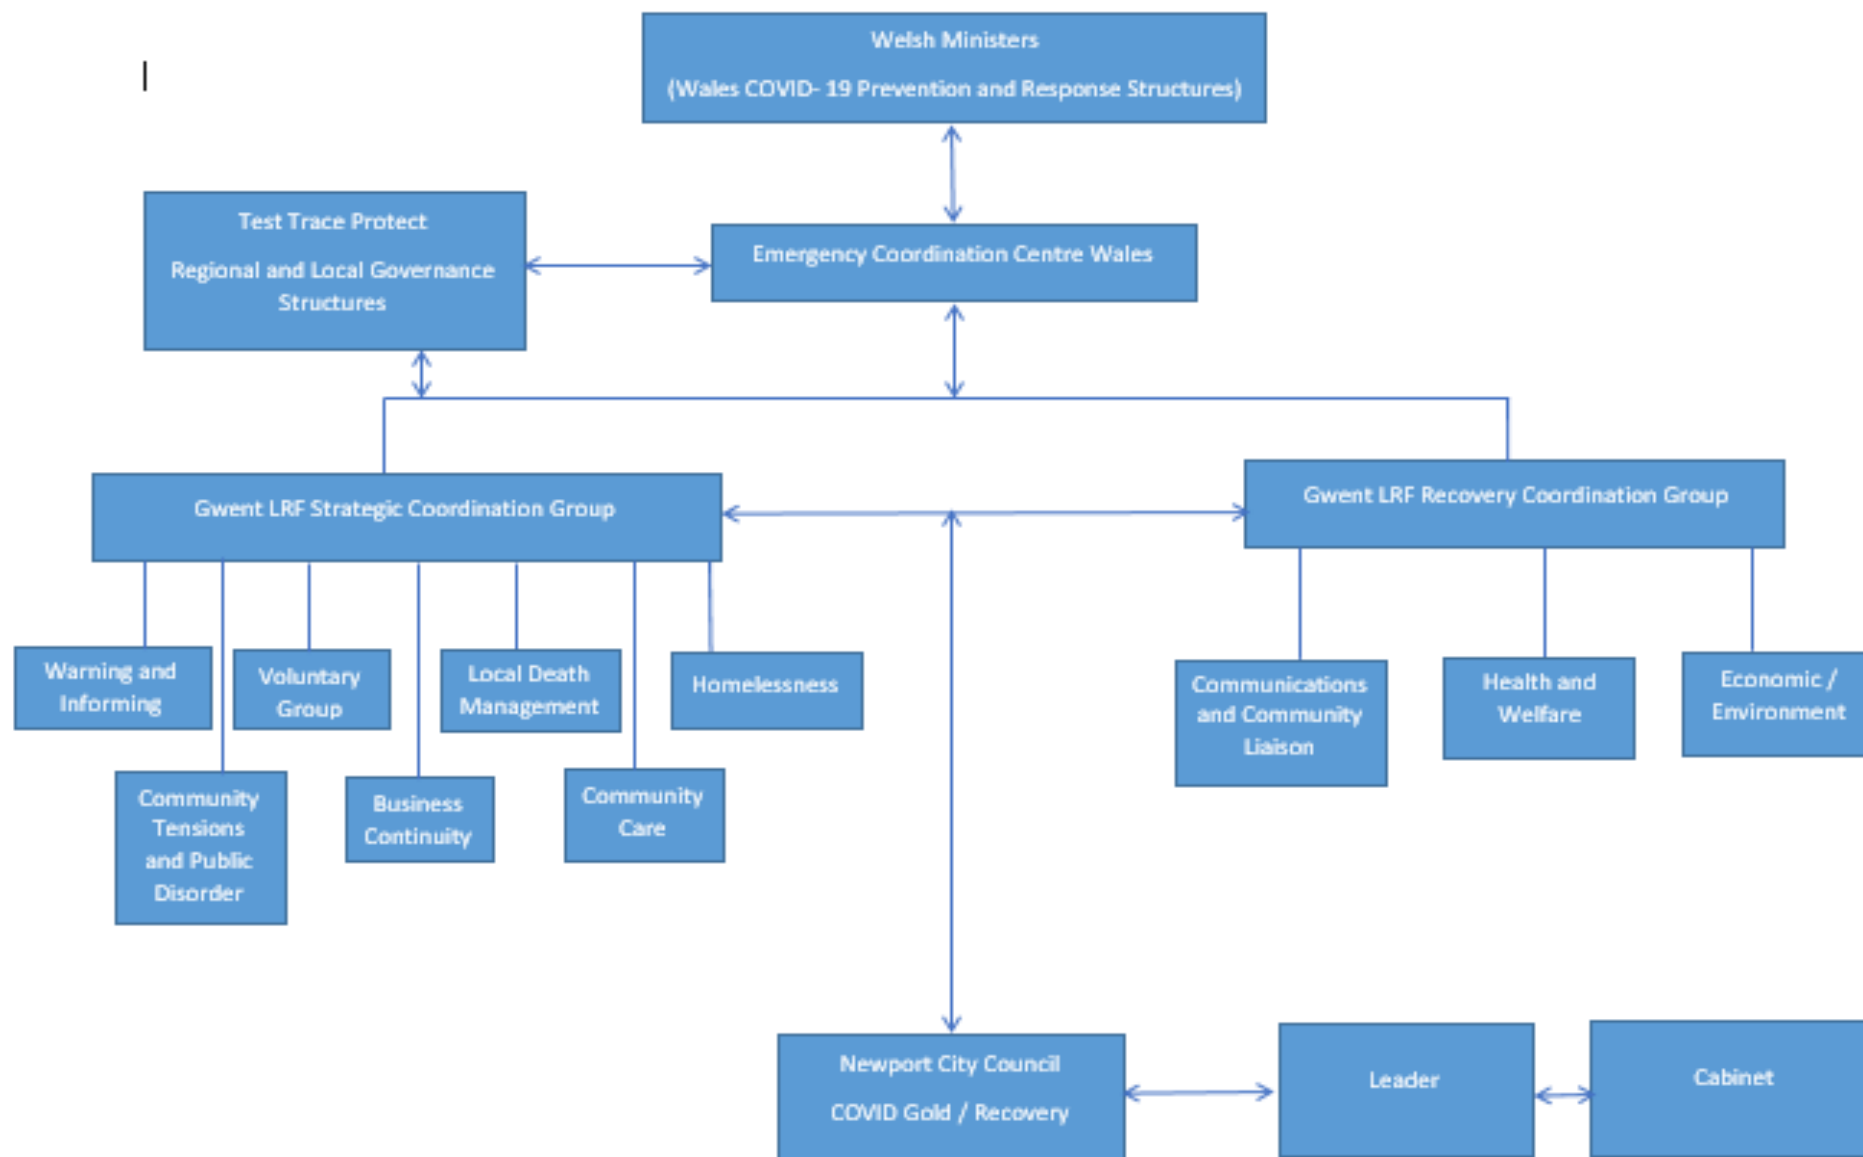 Welsh Ministers
(Wales COVID- 19 Prevention and Response Structures)
Test Trace Protect
Regional and Local Governance
Structures
Emergency Coordination Centre Wales
Gwent LRF Strategic Coordination Group
Gwent LRF Recovery Coordination Group
Warning and
Informing
Voluntary
Group
Local Death
Management
Homelessness
Community
Tensions
and Public
Disorder
Business
Continuity
Community
Care
Communications
and Community
Liaison
Health and
Welfare
Economic /
Environment
Newport City Council
COVID Gold / Recovery
Leader
Cabinet